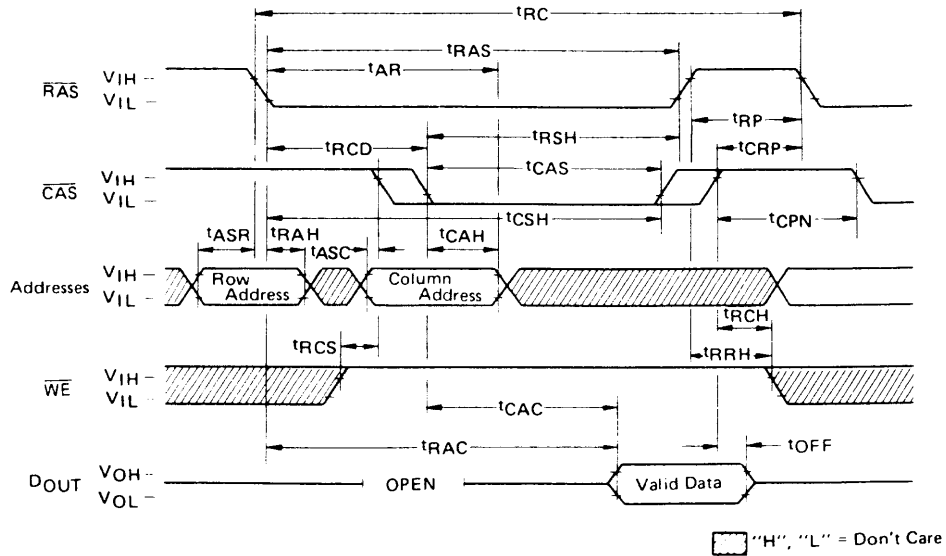 tRC
tRAS
tAR
RAS
VIH
VIL
tRP
tRSH
tRCD
tCRP
tCAS
CAS
VIH
VIL
tCSH
tCPN
tASR
tRAH
tASC
tCAH
Addresses
VIH
VIL
Row
Address
Column
Address
tRCH
tRCS
tRRH
WE
VIH
VIL
tCAC
tRAC
tOFF
DOUT
VOH
VOL
OPEN
Valid Data
"H", "L" = Don't Care